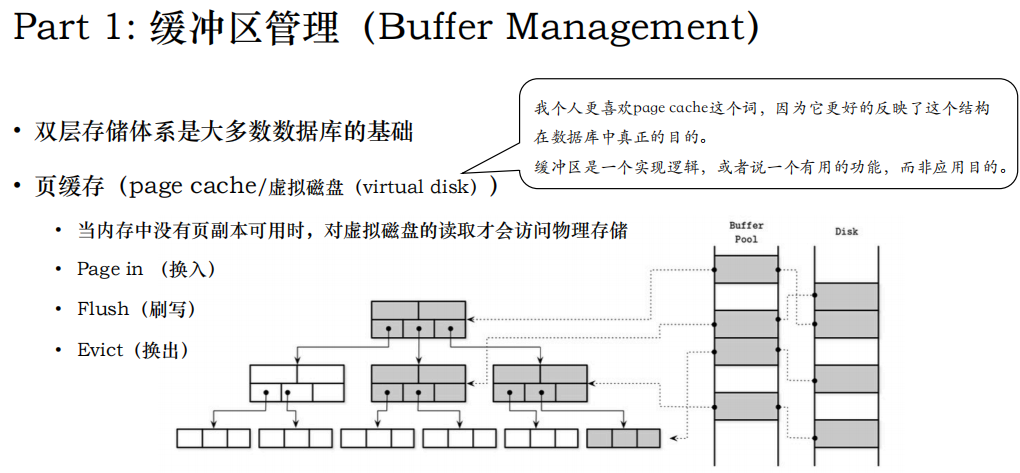 Part 1: 缓冲区管理（Buffer Management）
我个人更喜欢page cache这个词，因为它更好的反映了这个结构
在数据库中真正的目的。
缓冲区是一个实现逻辑，或者说一个有用的功能，而非应用目的。
• 双层存储体系是大多数数据库的基础
• 页缓存（page cache/虚拟磁盘（virtual disk））
• 当内存中没有页副本可用时，对虚拟磁盘的读取才会访问物理存储
• Page in （换入）
• Flush（刷写）
• Evict（换出）
Buffer
Pool
Disk